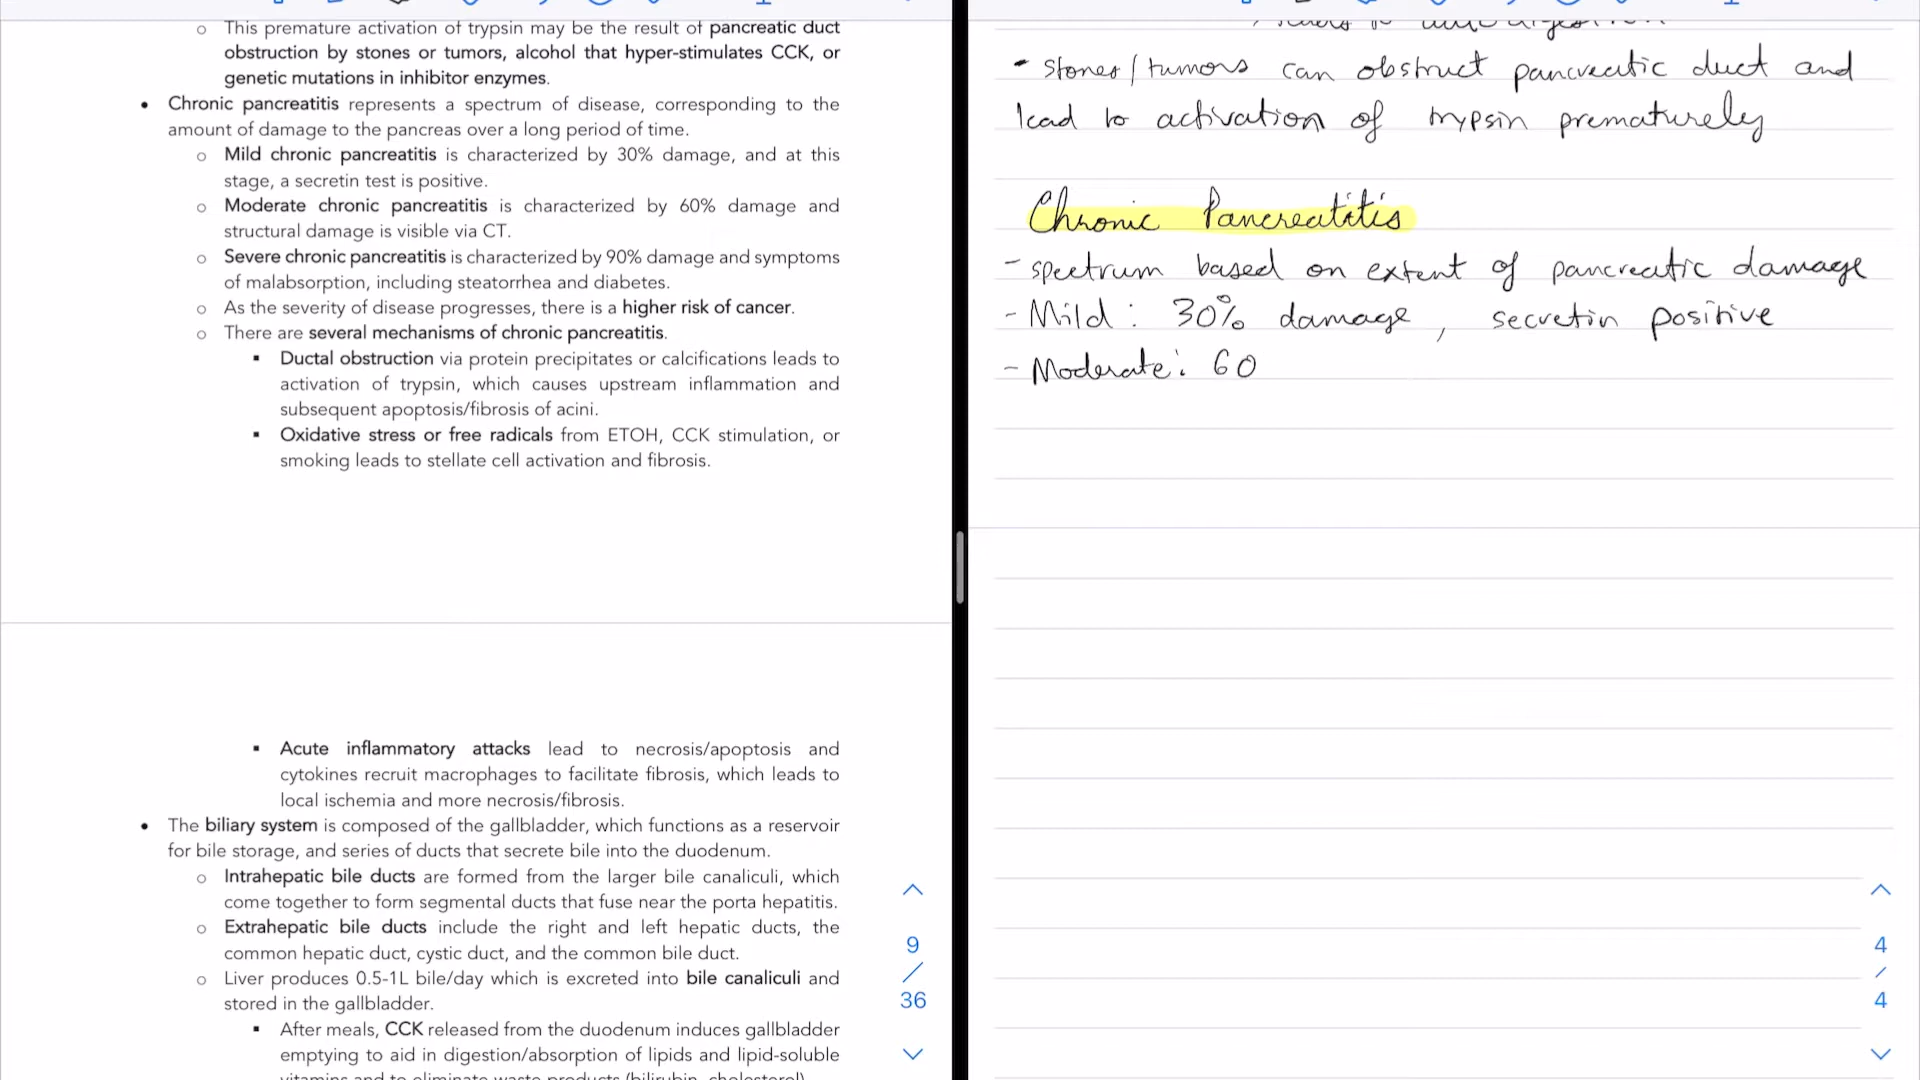 o This premature activation of trypsin may be the result of pancreatic duct
obstruction by stones or tumors, alcohol that hyper-stimulates CCK, or
genetic mutations in inhibitor enzymes.
• Chronic pancreatitis represents a spectrum of disease, corresponding to the
amount of damage to the pancreas over a long period of time.
o Mild chronic pancreatitis is characterized by 30% damage, and at this
stage, a secretin test is positive.
o Moderate chronic pancreatitis is characterized by 60% damage and
structural damage is visible via CT.
o Severe chronic pancreatitis is characterized by 90% damage and symptoms
of malabsorption, including steatorrhea and diabetes.
o As the severity of disease progresses, there is a higher risk of cancer.
o There are several mechanisms of chronic pancreatitis.
▪ Ductal obstruction via protein precipitates or calcifications leads to
activation of trypsin, which causes upstream inflammation and
subsequent apoptosis/fibrosis of acini.
▪ Oxidative stress or free radicals from ETOH, CCK stimulation, or
smoking leads to stellate cell activation and fibrosis.
▪ Acute inflammatory attacks lead to necrosis/apoptosis and
cytokines recruit macrophages to facilitate fibrosis, which leads to
local ischemia and more necrosis/fibrosis.
• The biliary system is composed of the gallbladder, which functions as a reservoir
for bile storage, and series of ducts that secrete bile into the duodenum.
o Intrahepatic bile ducts are formed from the larger bile canaliculi, which
come together to form segmental ducts that fuse near the porta hepatitis.
o Extrahepatic bile ducts include the right and left hepatic ducts, the
common hepatic duct, cystic duct, and the common bile duct.
o Liver produces 0.5-1L bile/day which is excreted into bile canaliculi and
stored in the gallbladder.
▪ After meals, CCK released from the duodenum induces gallbladder
emptying to aid in digestion/absorption of lipids and lipid-soluble
vitamins and to eliminate waste products (bilirubin, cholesterol)
9
/
36
- stones/tumors can obstruct pancreatic duct and
lead to activation of trypsin prematurely
Chronic Pancreatitis
- spectrum based on extent of pancreatic damage
- Mild: 30% damage, secretin positive
- Moderate: 60
4
/
4